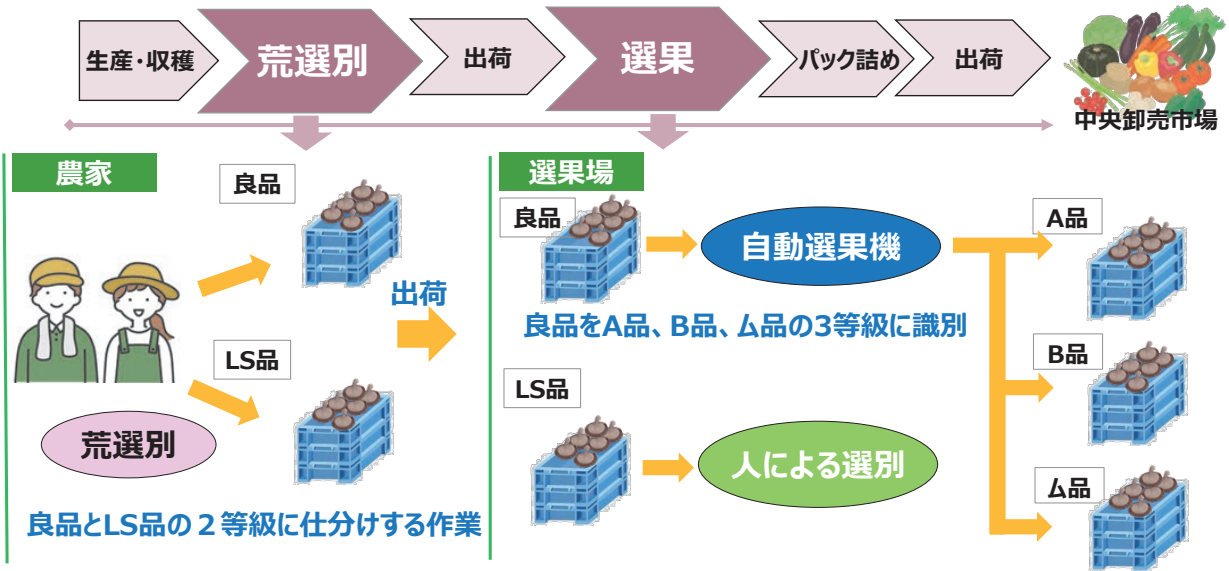 生産・収穫
荒選別
出荷
選果
パック詰め
出荷
中央卸売市場
農家
良品
LS品
荒選別
良品とLS品の２等級に仕分けする作業
出荷
選果場
良品
自動選果機
良品をA品、B品、ム品の3等級に識別
LS品
人による選別
A品
B品
ム品